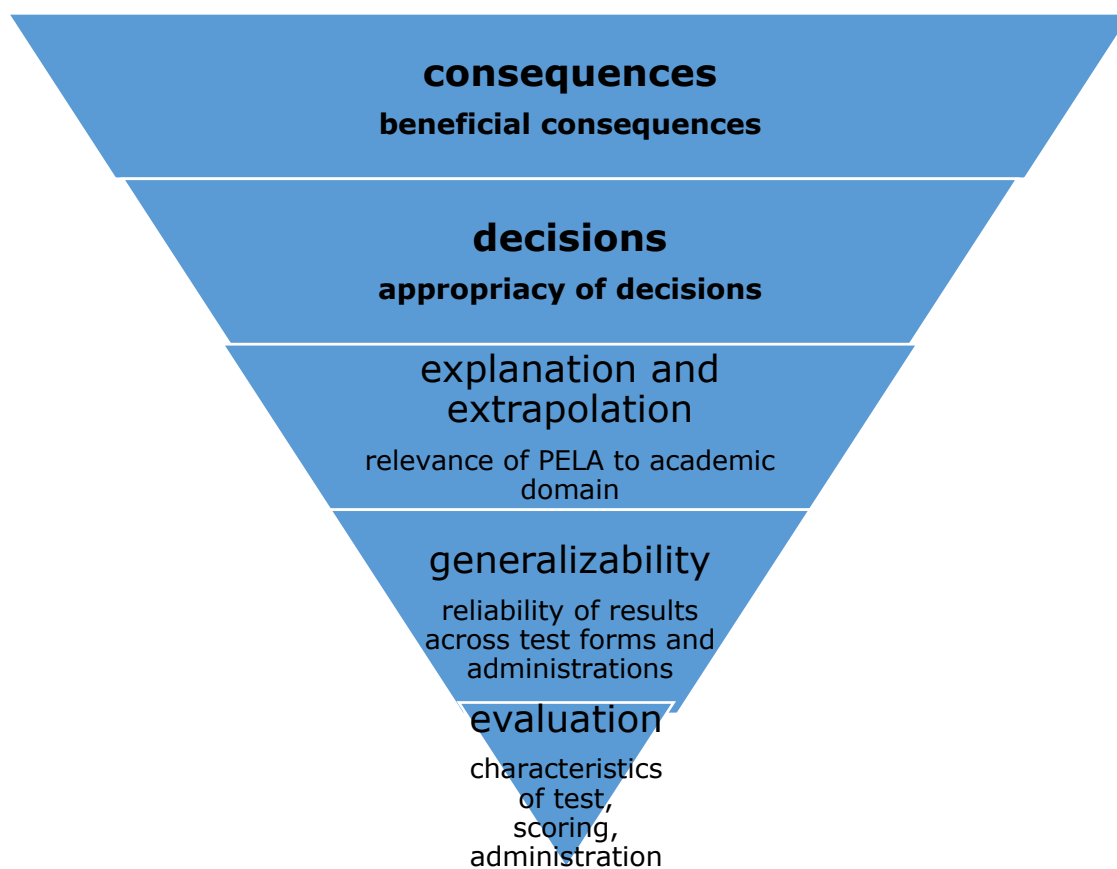 consequences
beneficial consequences
decisions
appropriacy of decisions
explanation and
extrapolation
relevance of PELA to academic
domain
generalizability
reliability of results
across test forms and
administrations
evaluation
characteristics
of test,
scoring,
administration